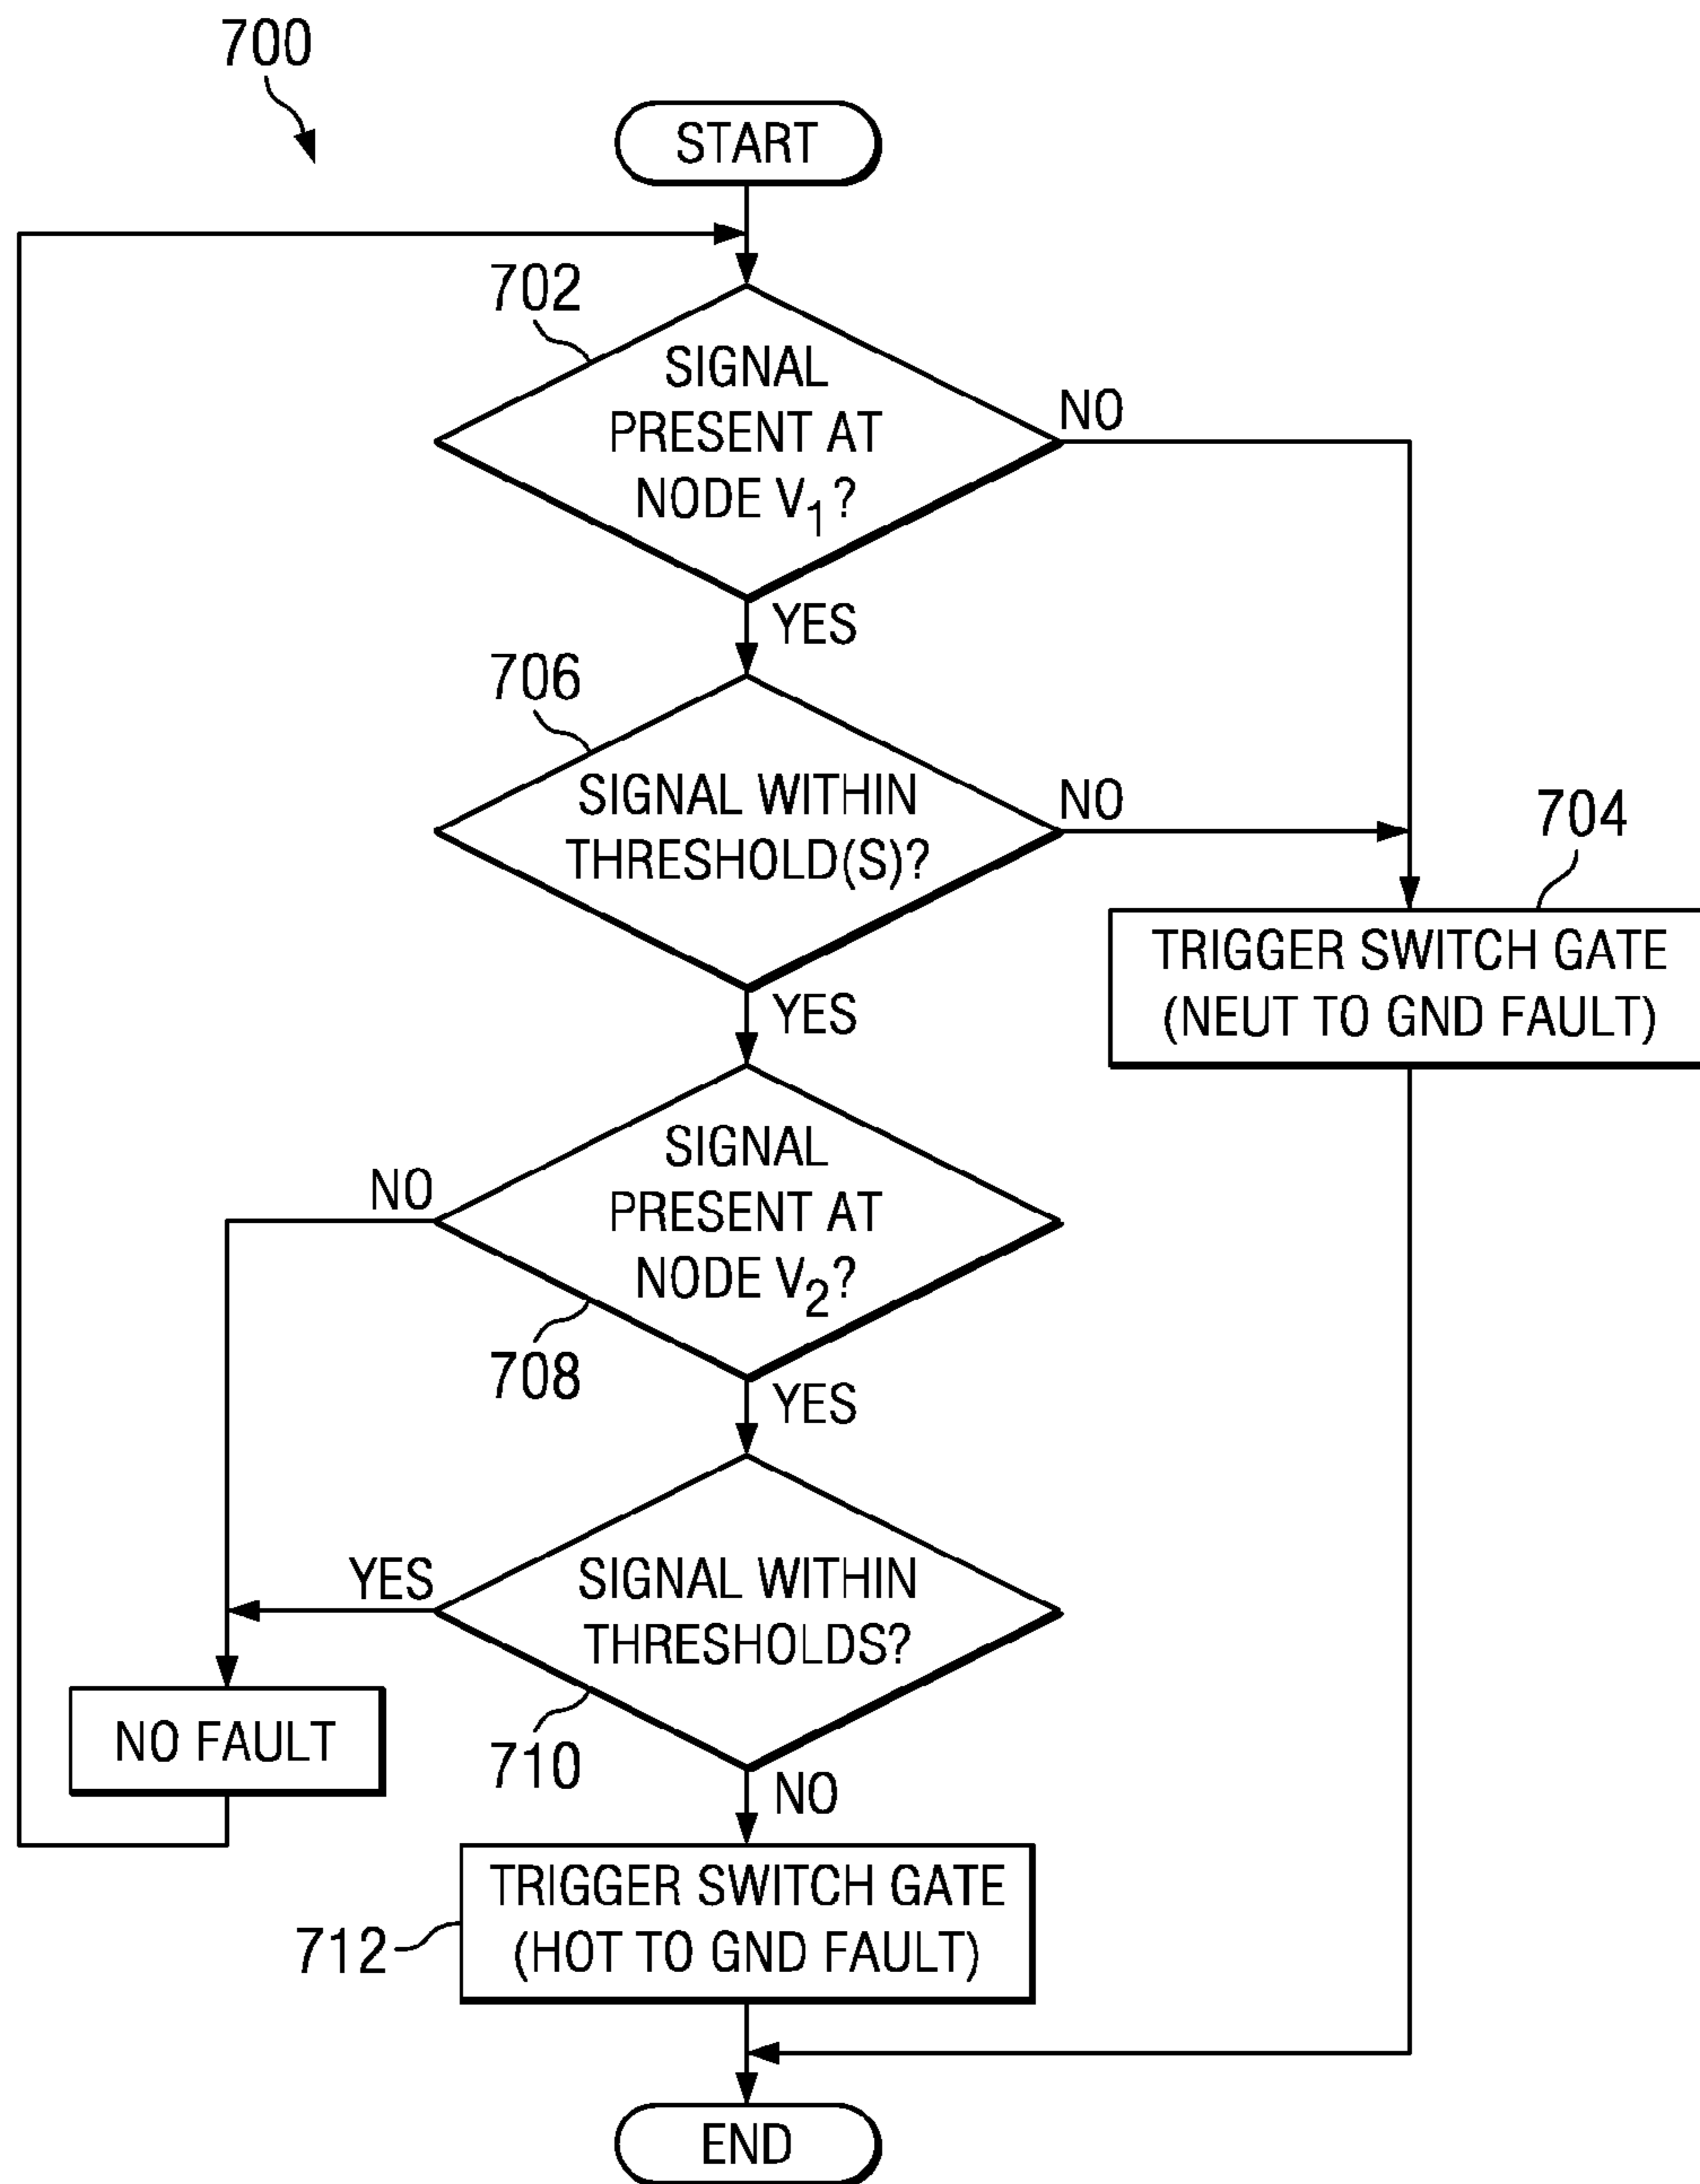 700
START
702
SIGNAL
PRESENT AT
NODE V1?
NO
YES
706
SIGNAL WITHIN
THRESHOLD(S)?
NO
704
TRIGGER SWITCH GATE
(NEUT TO GND FAULT)
YES
SIGNAL
PRESENT AT
NODE V2?
NO
708
YES
SIGNAL WITHIN
THRESHOLDS?
YES
NO FAULT
710
NO
TRIGGER SWITCH GATE
(HOT TO GND FAULT)
712
END